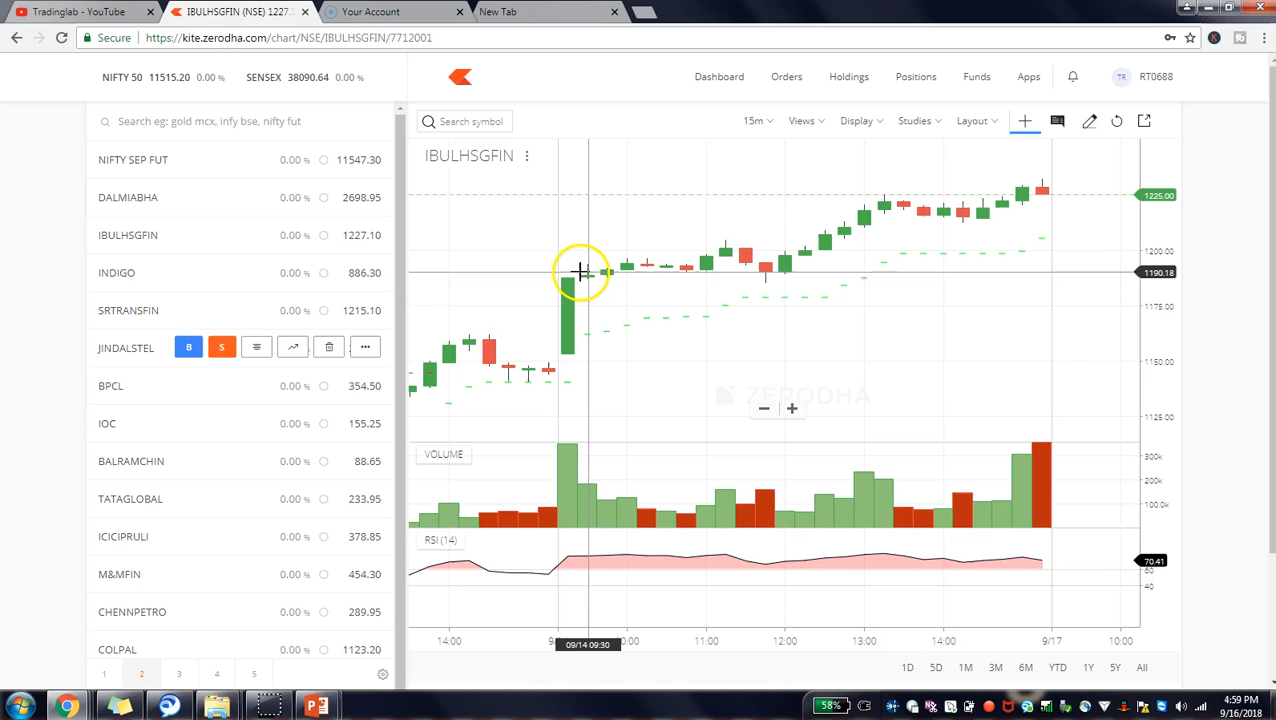 Tradinglab - YouTube
IBULHSGFIN (NSE) 1227.
Your Account
New Tab
Secure
https://kite.zerodha.com/chart/NSE/IBULHSGFIN/7712001
NIFTY 50 11515.20 0.00 %
SENSEX 38090.64 0.00 %
Dashboard
Orders
Holdings
Positions
Funds
Apps
TR
RT0688
Search eg: gold mcx, infy bse, nifty fut
NIFTY SEP FUT 0.00 % 11547.30
DALMIABHA 0.00 % 2698.95
IBULHSGFIN 0.00 % 1227.10
INDIGO 0.00 % 886.30
SRTRANSFIN 0.00 % 1215.10
JINDALSTEL B S
BPCL 0.00 % 354.50
IOC 0.00 % 155.25
BALRAMCHIN 0.00 % 88.65
TATAGLOBAL 0.00 % 233.95
ICICIPRULI 0.00 % 378.85
M&MFIN 0.00 % 454.30
CHENNPETRO 0.00 % 289.95
COLPAL 0.00 % 1123.20
1 2 3 4 5
Search symbol
15m
Views
Display
Studies
Layout
IBULHSGFIN
1225.00
1200.00
1190.18
1175.00
1150.00
1125.00
ZERODHA
VOLUME
300k
200k
100.0k
RSI (14)
70.41
60
40
14:00
10:00
11:00
12:00
13:00
14:00
9/17
10:00
09/14 09:30
1D 5D 1M 3M 6M YTD 1Y 5Y All
58%
4:59 PM
9/16/2018